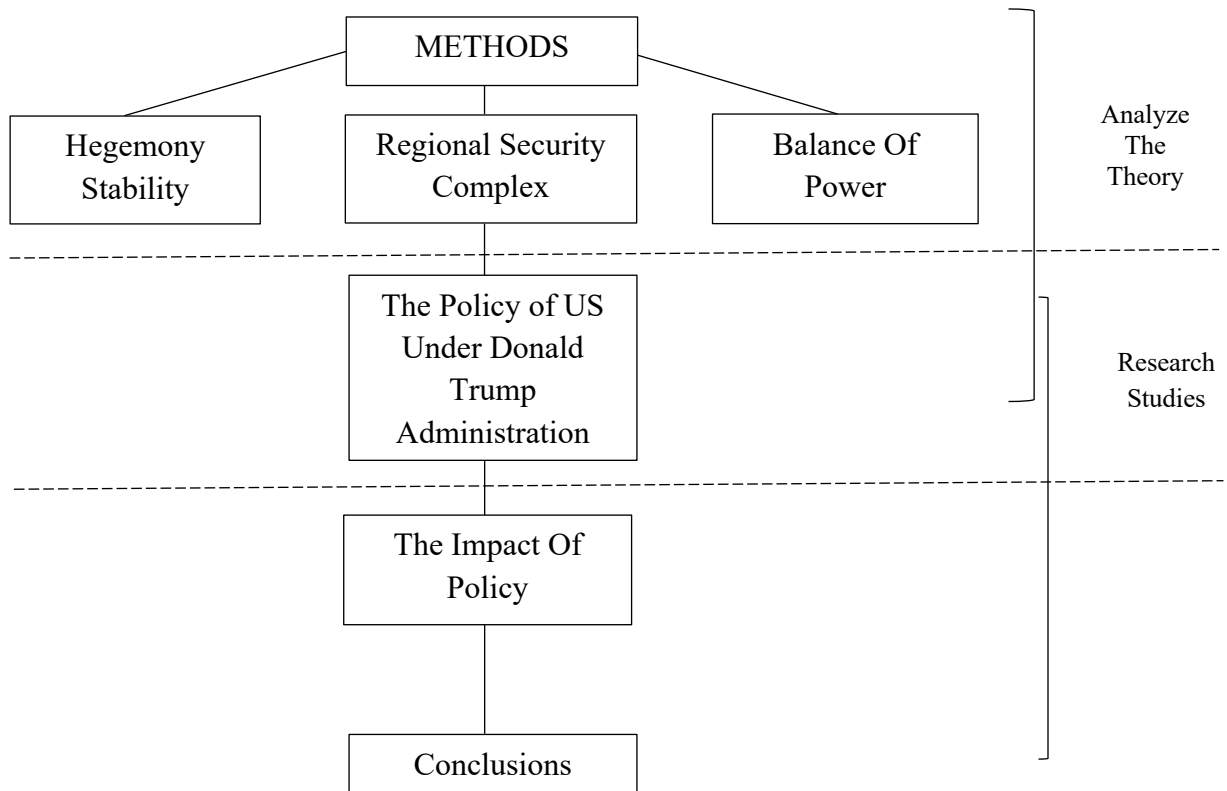 METHODS
Hegemony
Stability
Regional Security
Complex
Balance Of
Power
Analyze
The
Theory
The Policy of US
Under Donald
Trump
Administration
Research
Studies
The Impact Of
Policy
Conclusions